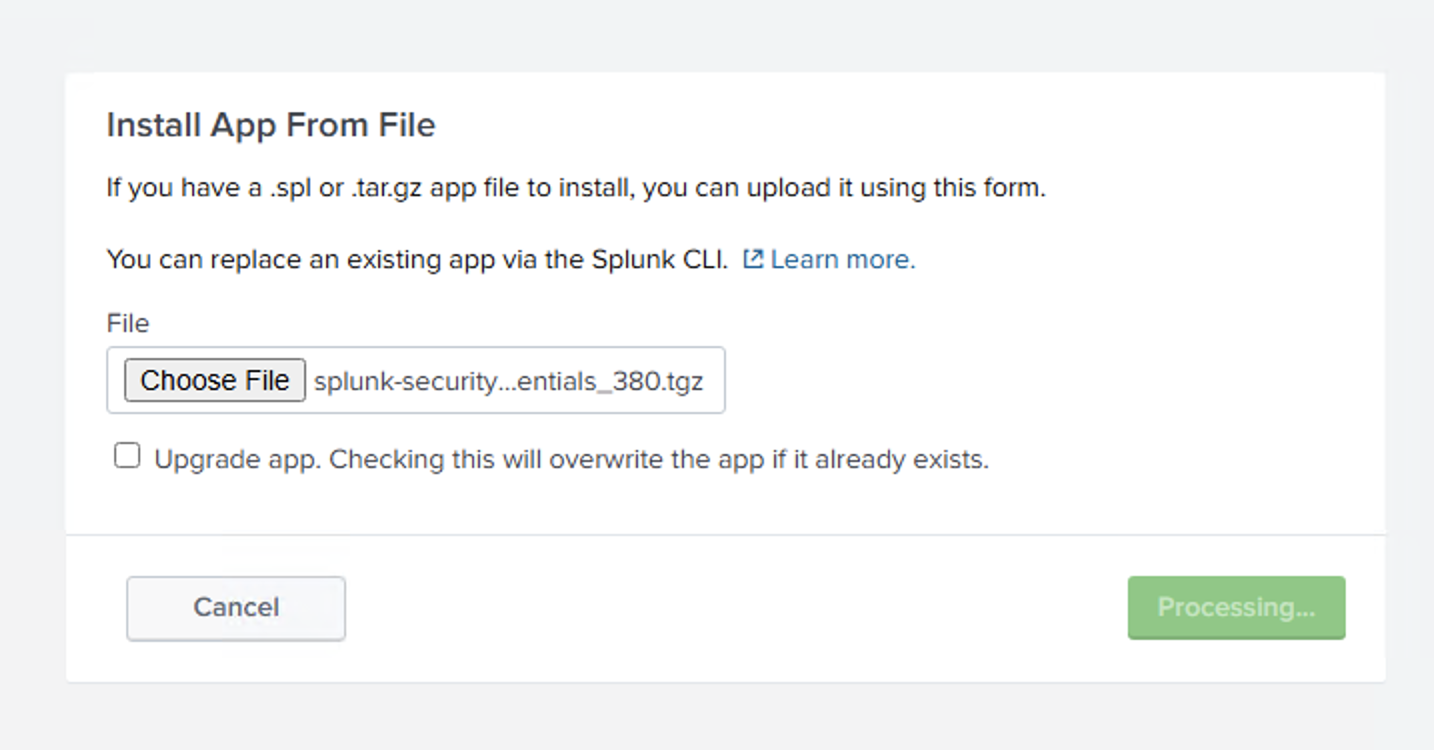 Install App From File
If you have a .spl or .tar.gz app file to install, you can upload it using this form.
You can replace an existing app via the Splunk CLI. Learn more.
File
Choose File splunk-security...entials_380.tgz
Upgrade app. Checking this will overwrite the app if it already exists.
Cancel Processing...